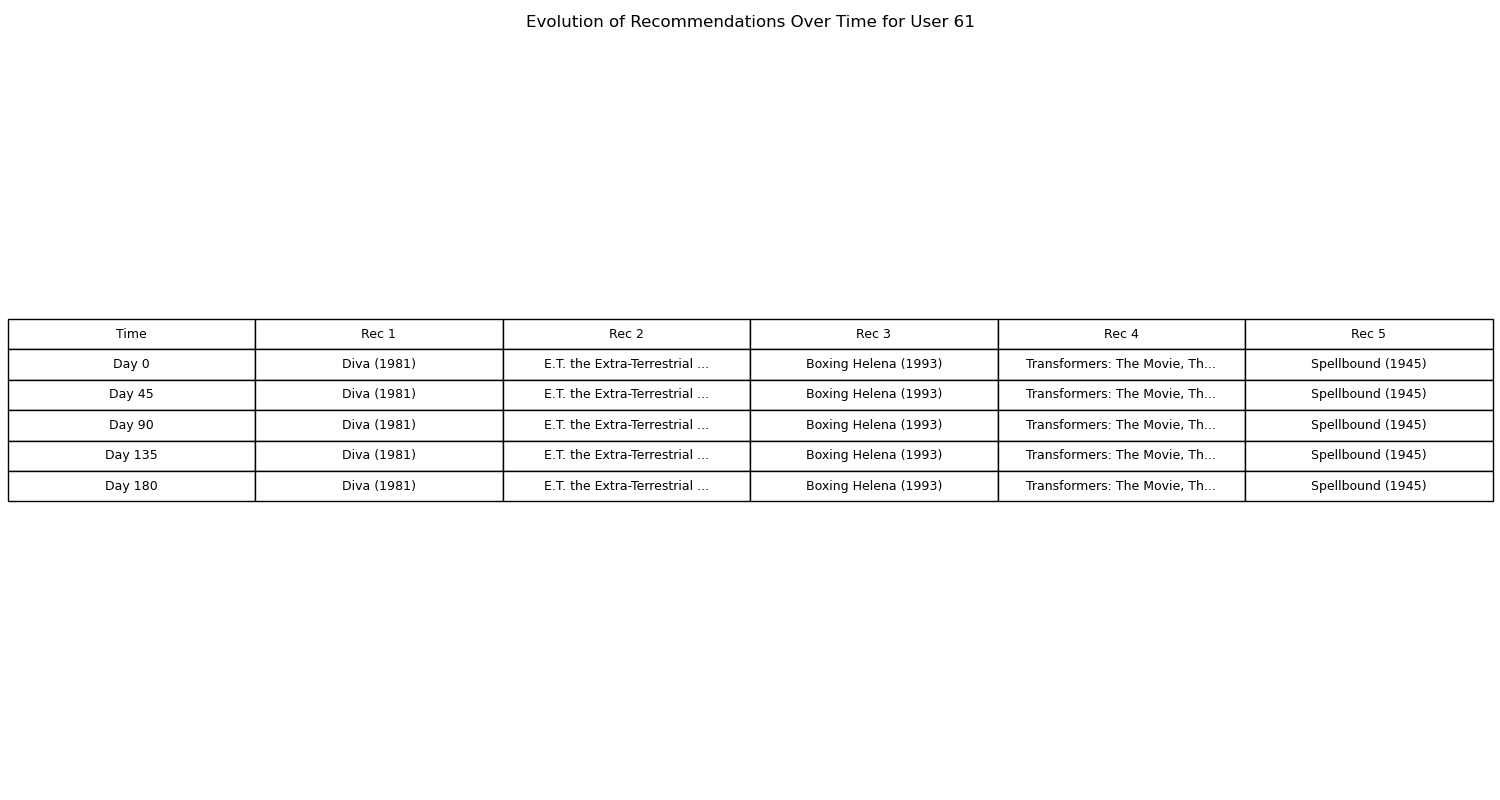 Evolution of Recommendations Over Time for User 61
Time Rec 1 Rec 2 Rec 3 Rec 4 Rec 5
Day 0 Diva (1981) E.T. the Extra-Terrestrial ... Boxing Helena (1993) Transformers: The Movie, Th... Spellbound (1945)
Day 45 Diva (1981) E.T. the Extra-Terrestrial ... Boxing Helena (1993) Transformers: The Movie, Th... Spellbound (1945)
Day 90 Diva (1981) E.T. the Extra-Terrestrial ... Boxing Helena (1993) Transformers: The Movie, Th... Spellbound (1945)
Day 135 Diva (1981) E.T. the Extra-Terrestrial ... Boxing Helena (1993) Transformers: The Movie, Th... Spellbound (1945)
Day 180 Diva (1981) E.T. the Extra-Terrestrial ... Boxing Helena (1993) Transformers: The Movie, Th... Spellbound (1945)